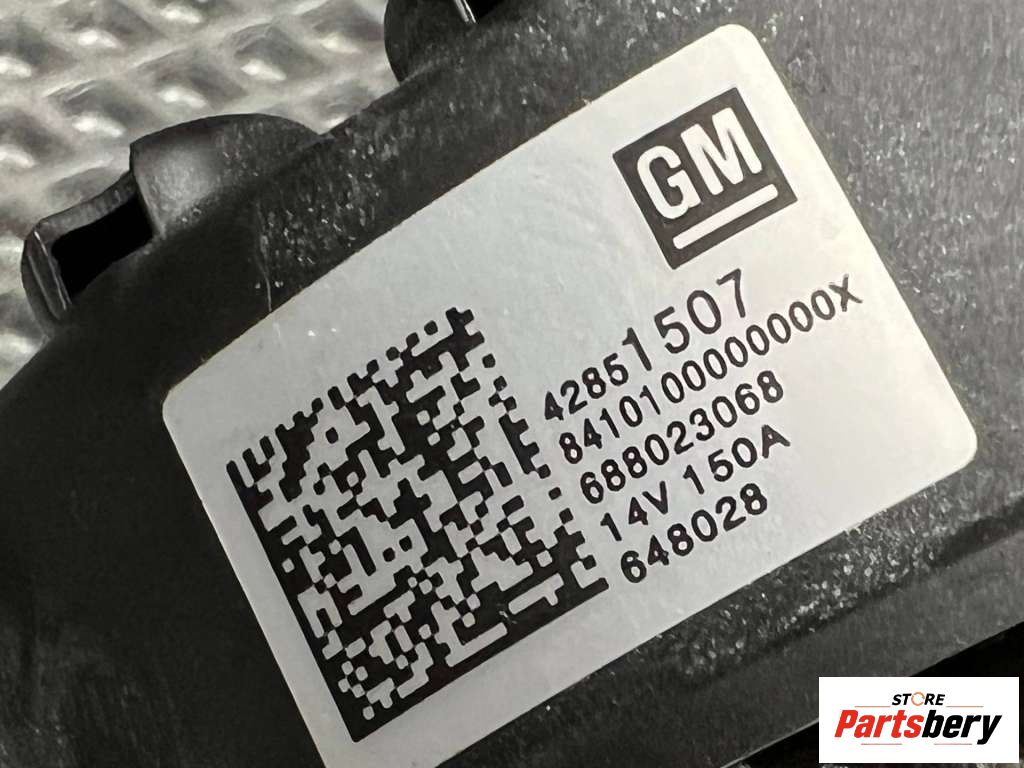 GM
42851507
84101000000000X
688023068
14V 150A
648028
STORE
Partsbery